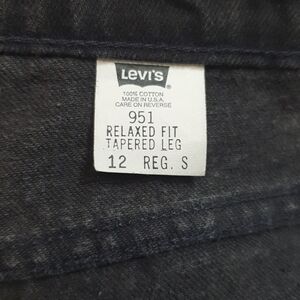 LEVI'S
100% COTTON
MADE IN U.S.A.
CARE ON REVERSE
951
RELAXED FIT
TAPERED LEG
12 REG. S